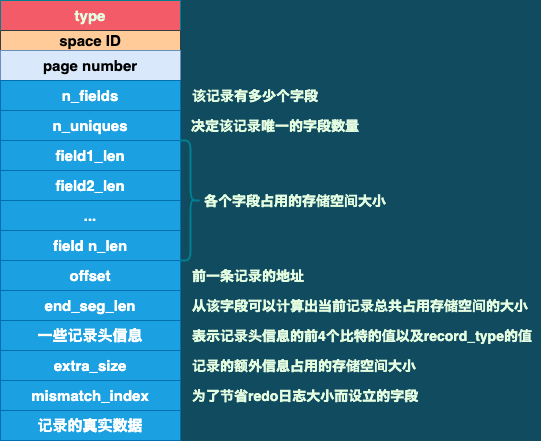 type
space ID
page number
n_fields 该记录有多少个字段
n_uniques 决定该记录唯一的字段数量
field1_len
field2_len
各个字段占用的存储空间大小
...
field n_len
offset 前一条记录的地址
end_seg_len 从该字段可以计算出当前记录总共占用存储空间的大小
一些记录头信息 表示记录头信息的前4个比特的值以及record_type的值
extra_size 记录的额外信息占用的存储空间大小
mismatch_index 为了节省redo日志大小而设立的字段
记录的真实数据